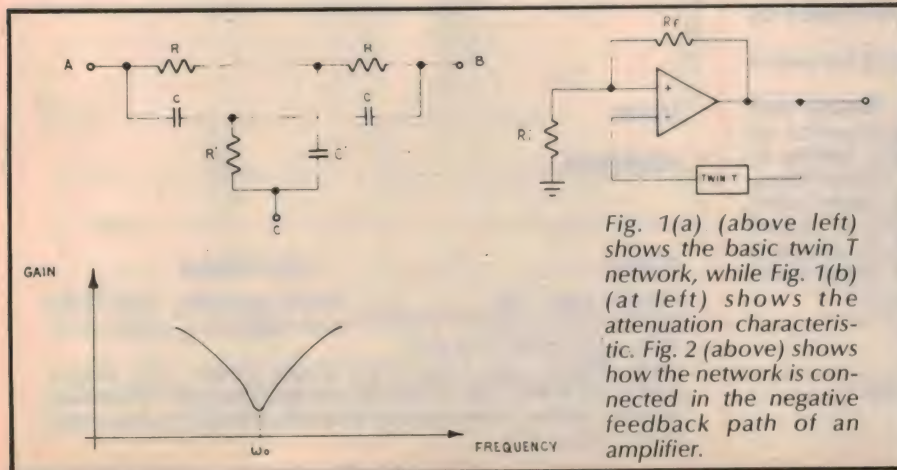 A
R
R
B
C
C
R'
C'
C
RF
+
-
R
TWIN T
GAIN
ω₀
FREQUENCY
Fig. 1(a) (above left)
shows the basic twin T
network, while Fig. 1(b)
(at left) shows the
attenuation characteris-
tic. Fig. 2 (above) shows
how the network is con-
nected in the negative
feedback path of an
amplifier.